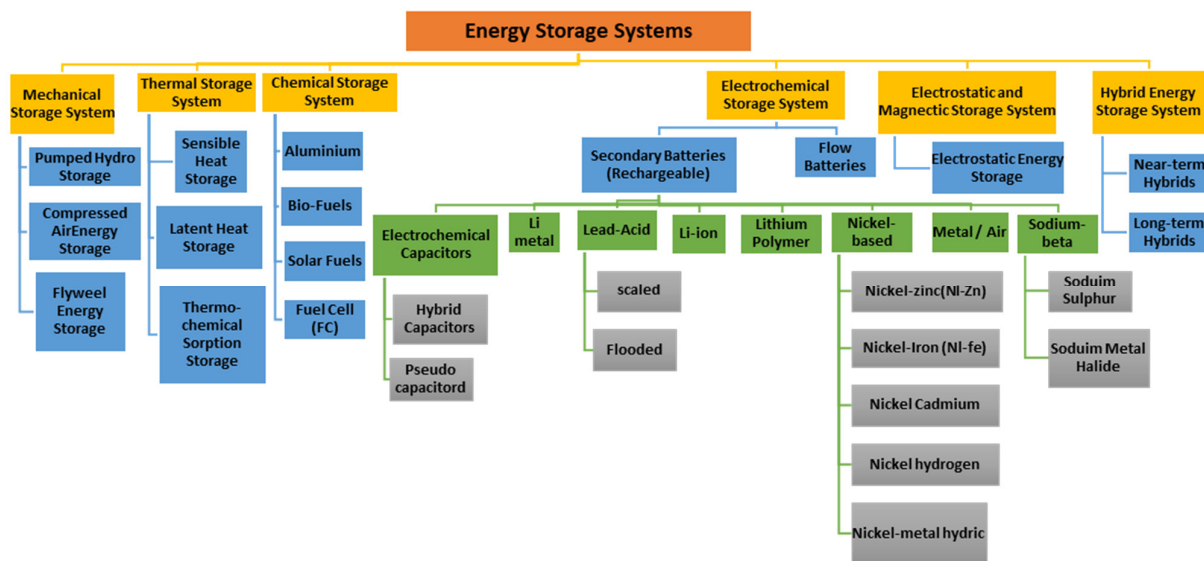 Energy Storage Systems
Mechanical
Storage System
Thermal Storage
System
Chemical Storage
System
Electrochemical
Storage System
Electrostatic and
Magnectic Storage System
Hybrid Energy
Storage System
Pumped Hydro
Storage
Compressed
AirEnergy
Storage
Flyweel
Energy
Storage
Sensible
Heat
Storage
Latent Heat
Storage
Thermo-
chemical
Sorption
Storage
Aluminium
Bio-Fuels
Solar Fuels
Fuel Cell
(FC)
Secondary Batteries
(Rechargeable)
Flow
Batteries
Electrostatic Energy
Storage
Near-term
Hybrids
Long-term
Hybrids
Electrochemical
Capacitors
Li
metal
Lead-Acid
Li-ion
Lithium
Polymer
Nickel-
based
Metal / Air
Sodium-
beta
Hybrid
Capacitors
Pseudo
capacitord
scaled
Flooded
Nickel-zinc(Nl-Zn)
Nickel-Iron (Nl-fe)
Nickel Cadmium
Nickel hydrogen
Nickel-metal hydric
Soduim
Sulphur
Soduim Metal
Halide